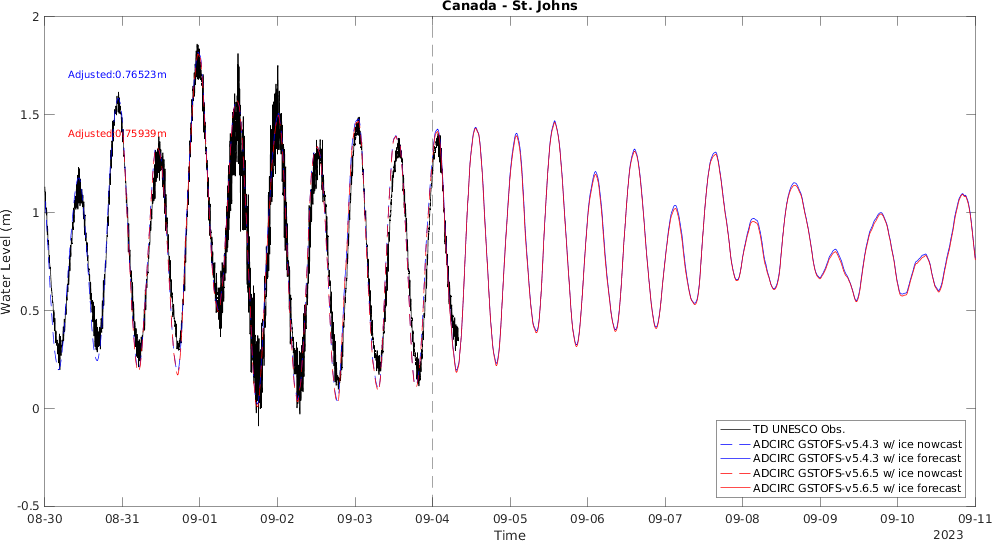 Canada - St. Johns
2
1.5
1
0.5
0
-0.5
Water Level (m)
Adjusted:0.76523m
Adjusted:0.75939m
TD UNESCO Obs.
ADCIRC GSTOFS-v5.4.3 w/ ice nowcast
ADCIRC GSTOFS-v5.4.3 w/ ice forecast
ADCIRC GSTOFS-v5.6.5 w/ ice nowcast
ADCIRC GSTOFS-v5.6.5 w/ ice forecast
08-30 08-31 09-01 09-02 09-03 09-04 09-05 09-06 09-07 09-08 09-09 09-10 09-11
Time
2023